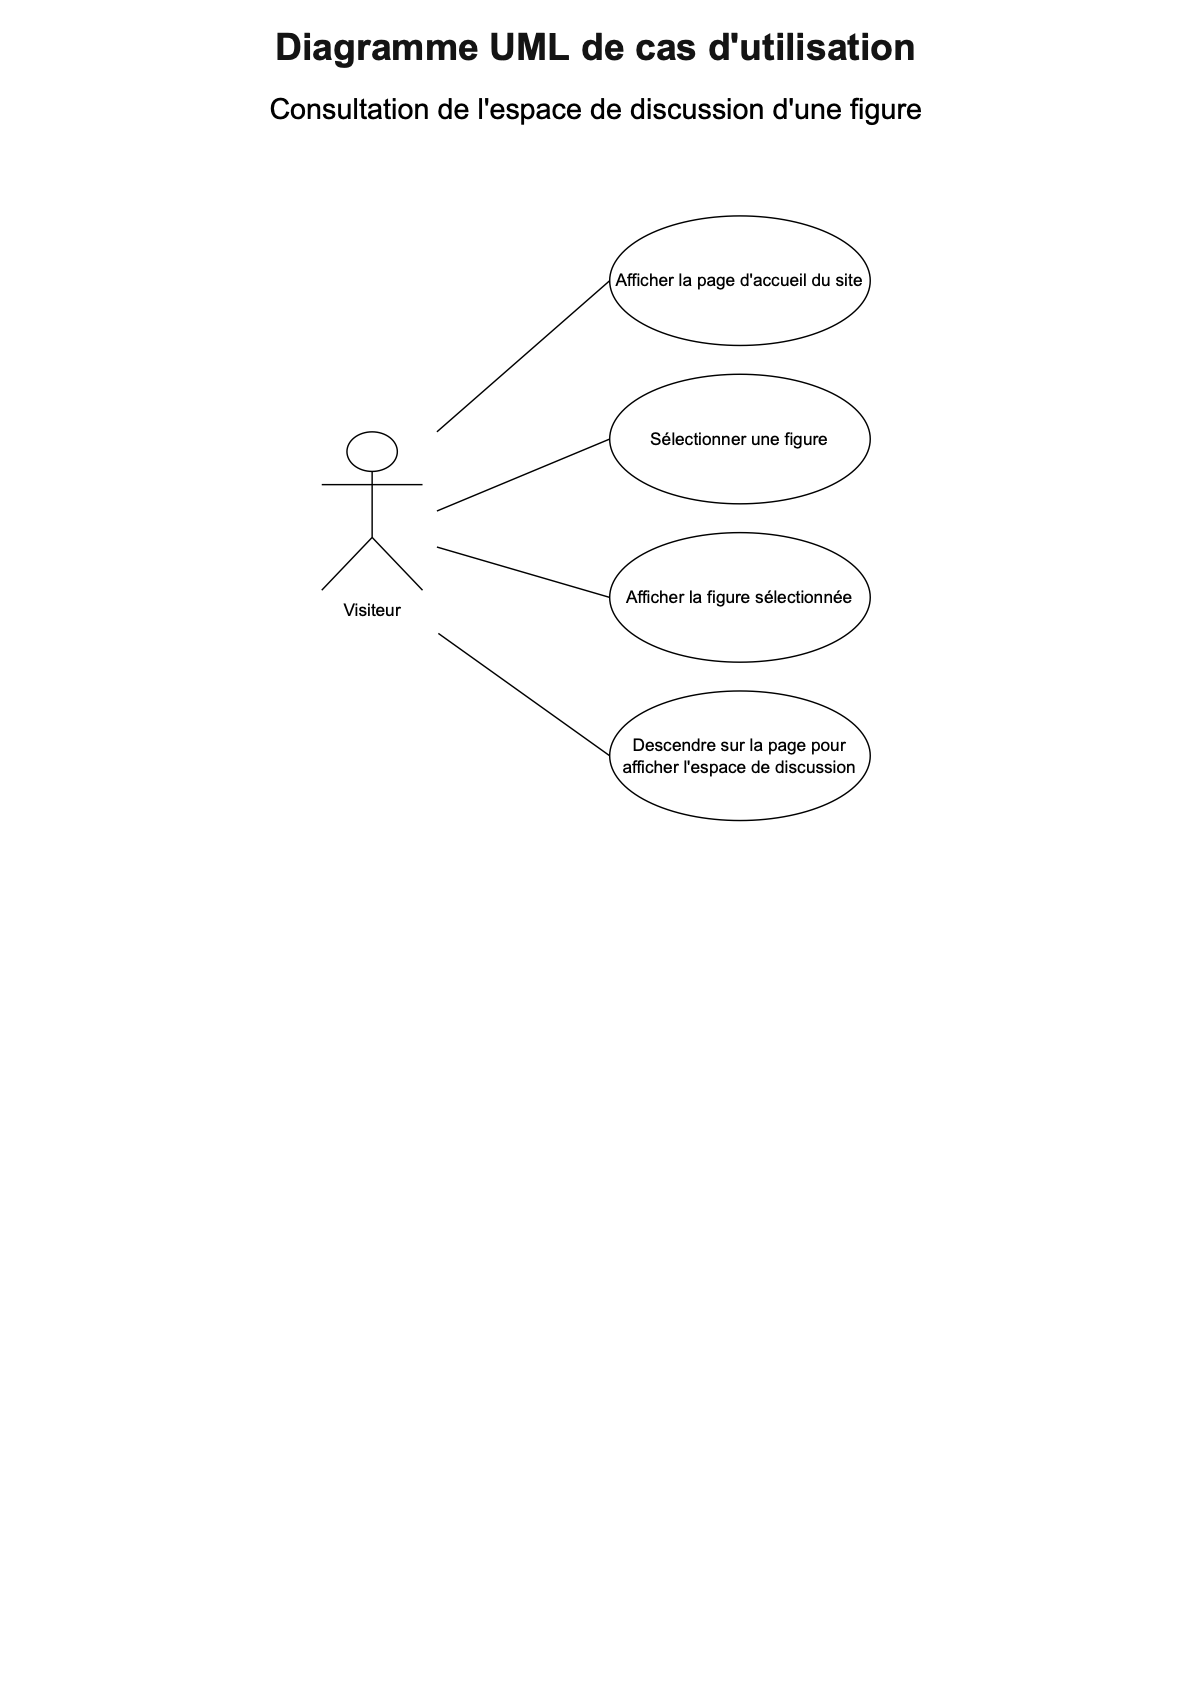 Diagramme UML de cas d'utilisation
Consultation de l'espace de discussion d'une figure
Afficher la page d'accueil du site
Sélectionner une figure
Afficher la figure sélectionnée
Visiteur
Descendre sur la page pour
afficher l'espace de discussion